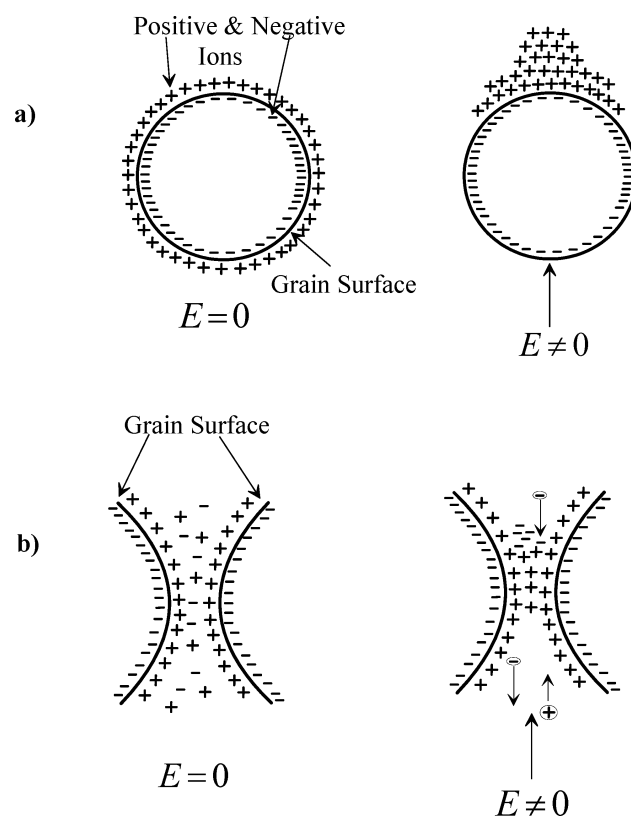 Positive & Negative
Ions
a)
Grain Surface
E = 0
E ≠ 0
Grain Surface
b)
E = 0
E ≠ 0